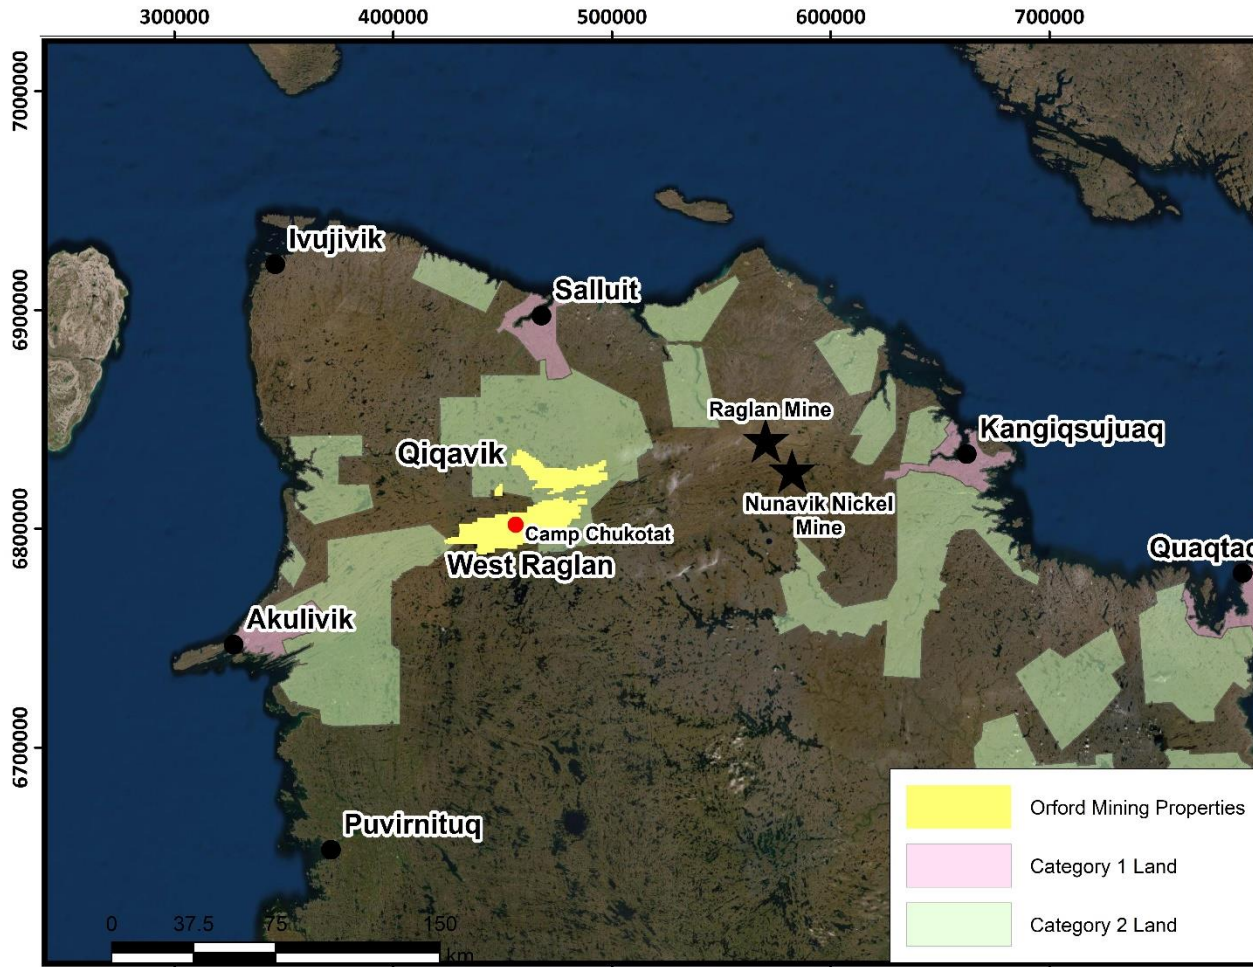 300000
400000
500000
600000
700000
7000000
6900000
6800000
6700000
Ivujivik
Salluit
Raglan Mine
Kangiqsujuaq
Qiqavik
Nunavik Nickel
Mine
Camp Chukotat
Quaqtaq
West Raglan
Akulivik
Puvirnituq
Orford Mining Properties
Category 1 Land
Category 2 Land
0 37.5 75 150
km